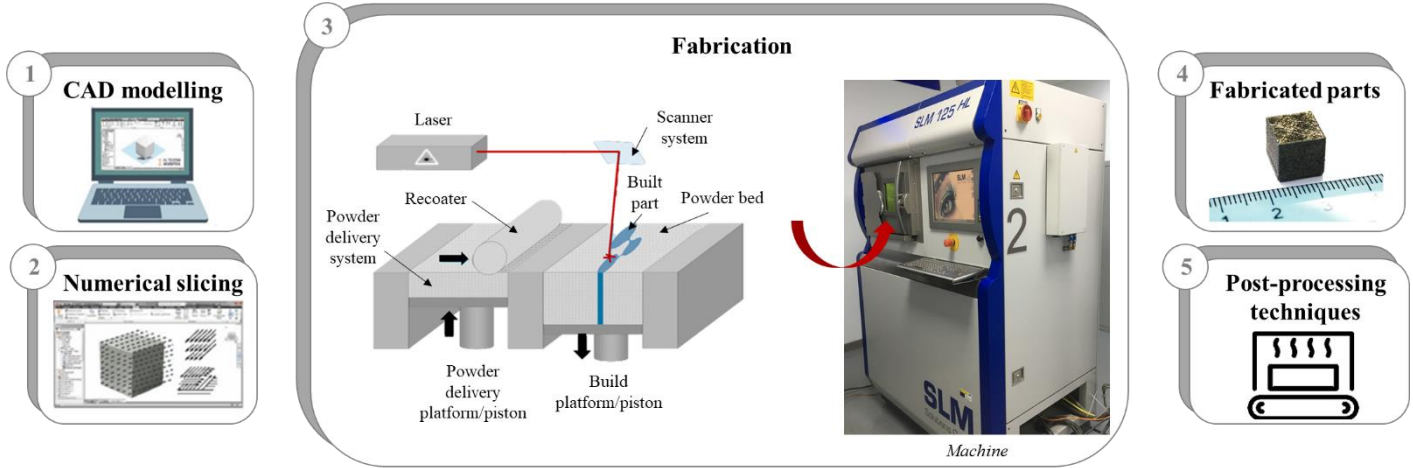 1
CAD modelling
2
Numerical slicing
3
Fabrication
Laser
Scanner
system
Built
part
Powder bed
Recoater
Powder
delivery
system
Powder
delivery
platform/piston
Build
platform/piston
SLM 125 HL
SLM
2
SLM
Machine
4
Fabricated parts
1
2
5
Post-processing
techniques